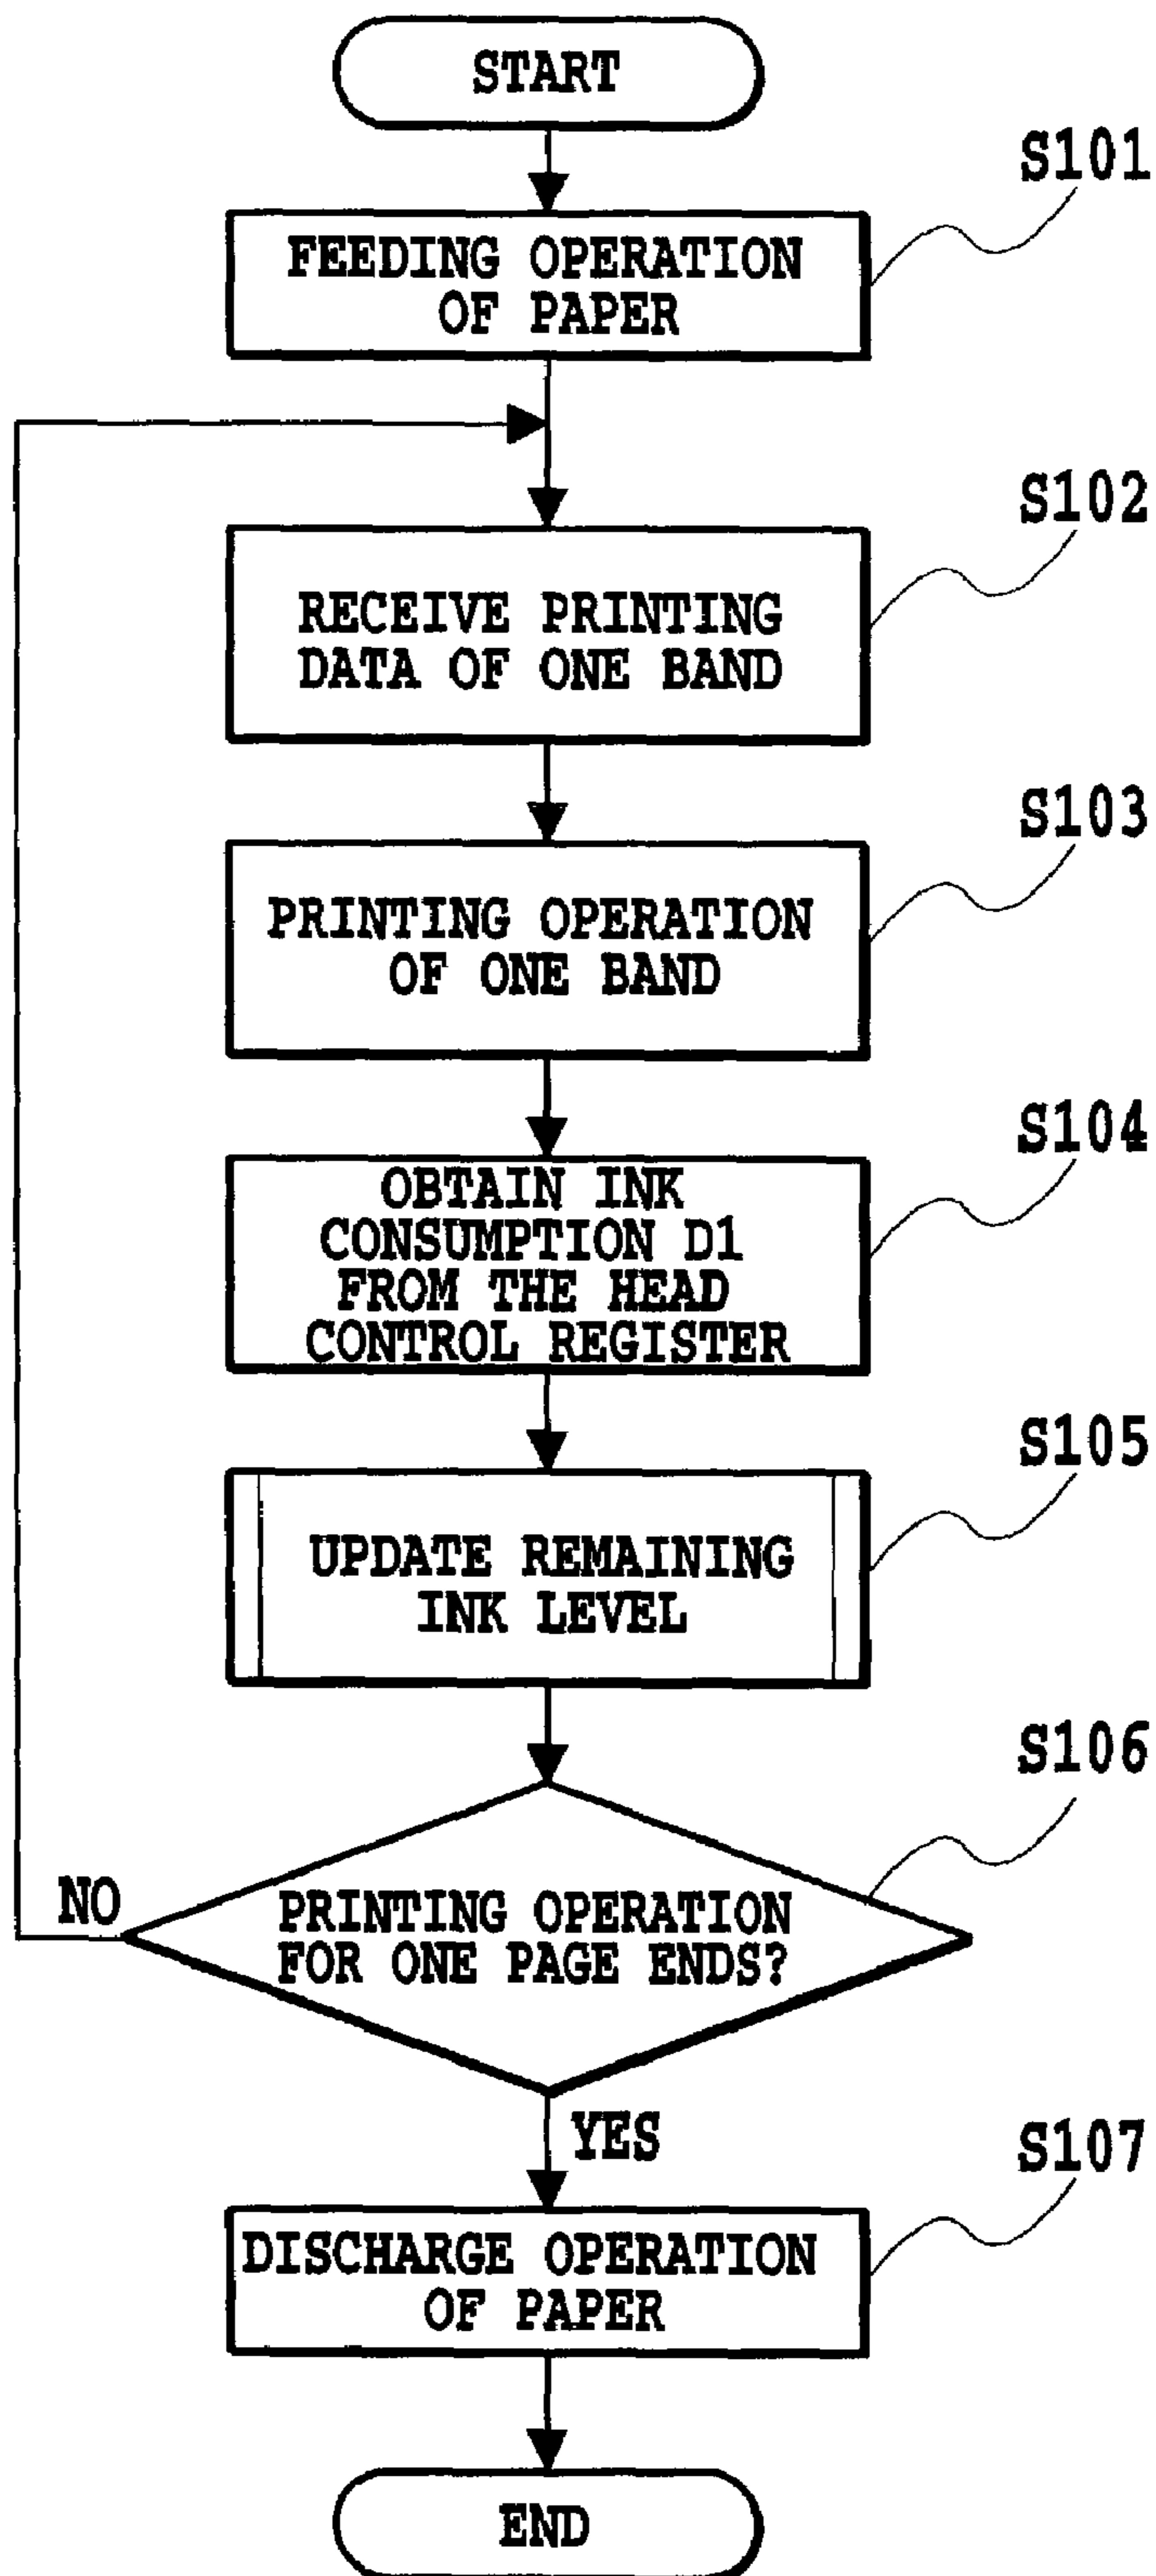 START
S101
FEEDING OPERATION
OF PAPER
S102
RECEIVE PRINTING
DATA OF ONE BAND
S103
PRINTING OPERATION
OF ONE BAND
S104
OBTAIN INK
CONSUMPTION D1
FROM THE HEAD
CONTROL REGISTER
S105
UPDATE REMAINING
INK LEVEL
S106
NO
PRINTING OPERATION
FOR ONE PAGE ENDS?
YES
S107
DISCHARGE OPERATION
OF PAPER
END